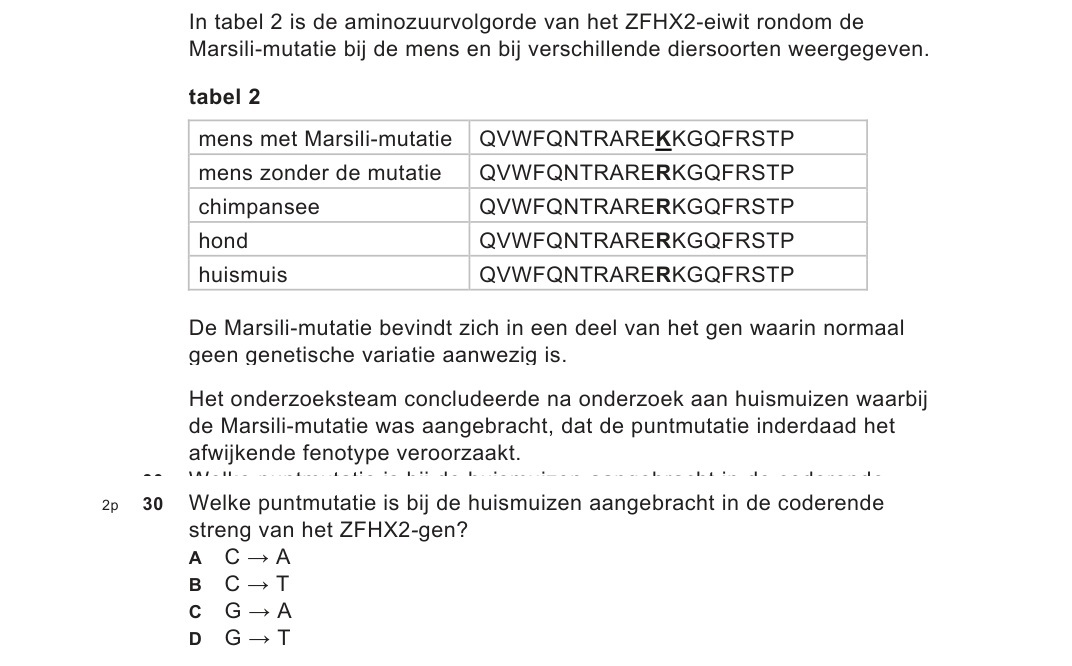 In tabel 2 is de aminozuurvolgorde van het ZFHX2-eiwit rondom de
Marsili-mutatie bij de mens en bij verschillende diersoorten weergegeven.
tabel 2
mens met Marsili-mutatie QVWFQNTRAREKKGQFRSTP
mens zonder de mutatie QVWFQNTRARERKGQFRSTP
chimpansee QVWFQNTRARERKGQFRSTP
hond QVWFQNTRARERKGQFRSTP
huismuis QVWFQNTRARERKGQFRSTP
De Marsili-mutatie bevindt zich in een deel van het gen waarin normaal
geen genetische variatie aanwezig is.
Het onderzoeksteam concludeerde na onderzoek aan huismuizen waarbij
de Marsili-mutatie was aangebracht, dat de puntmutatie inderdaad het
afwijkende fenotype veroorzaakt.
2p 30 Welke puntmutatie is bij de huismuizen aangebracht in de coderende
streng van het ZFHX2-gen?
A C → A
B C → T
C G → A
D G → T